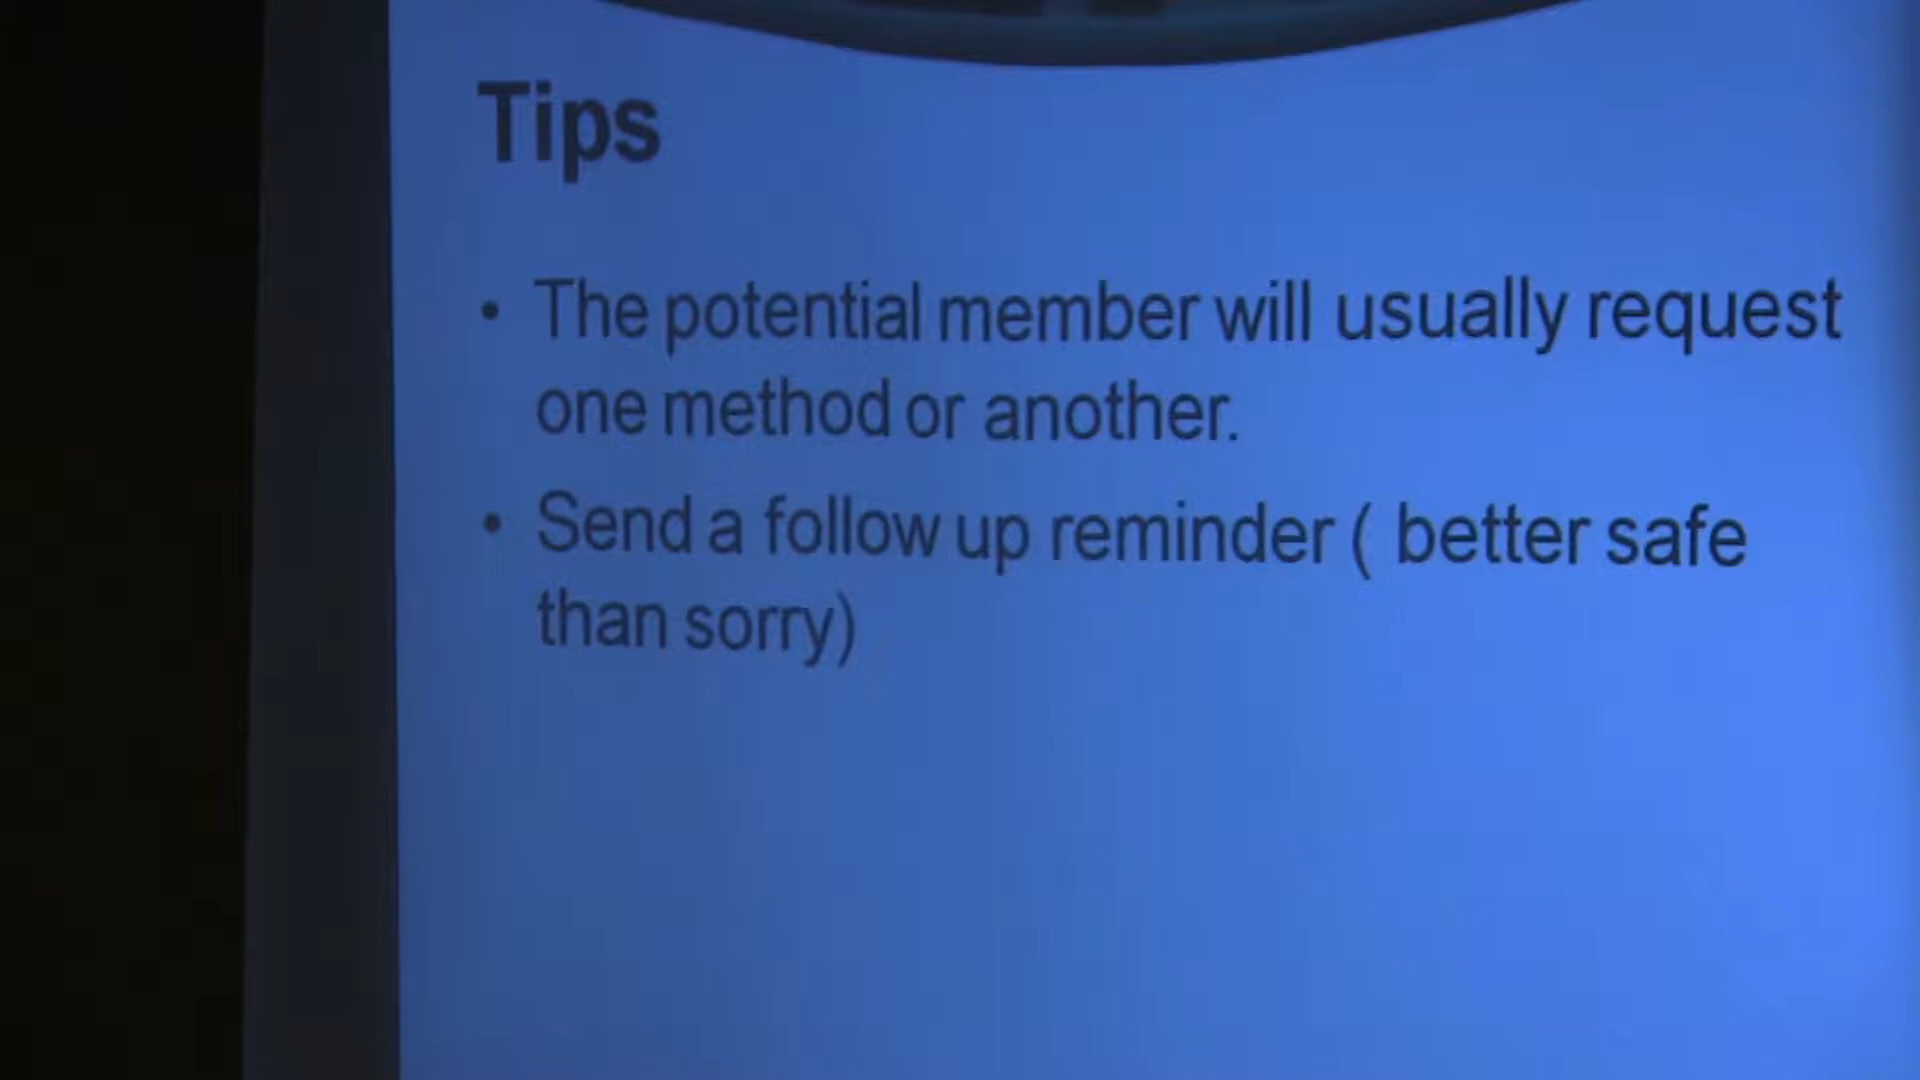 Tips
• The potential member will usually request
one method or another.
• Send a follow up reminder ( better safe
than sorry)